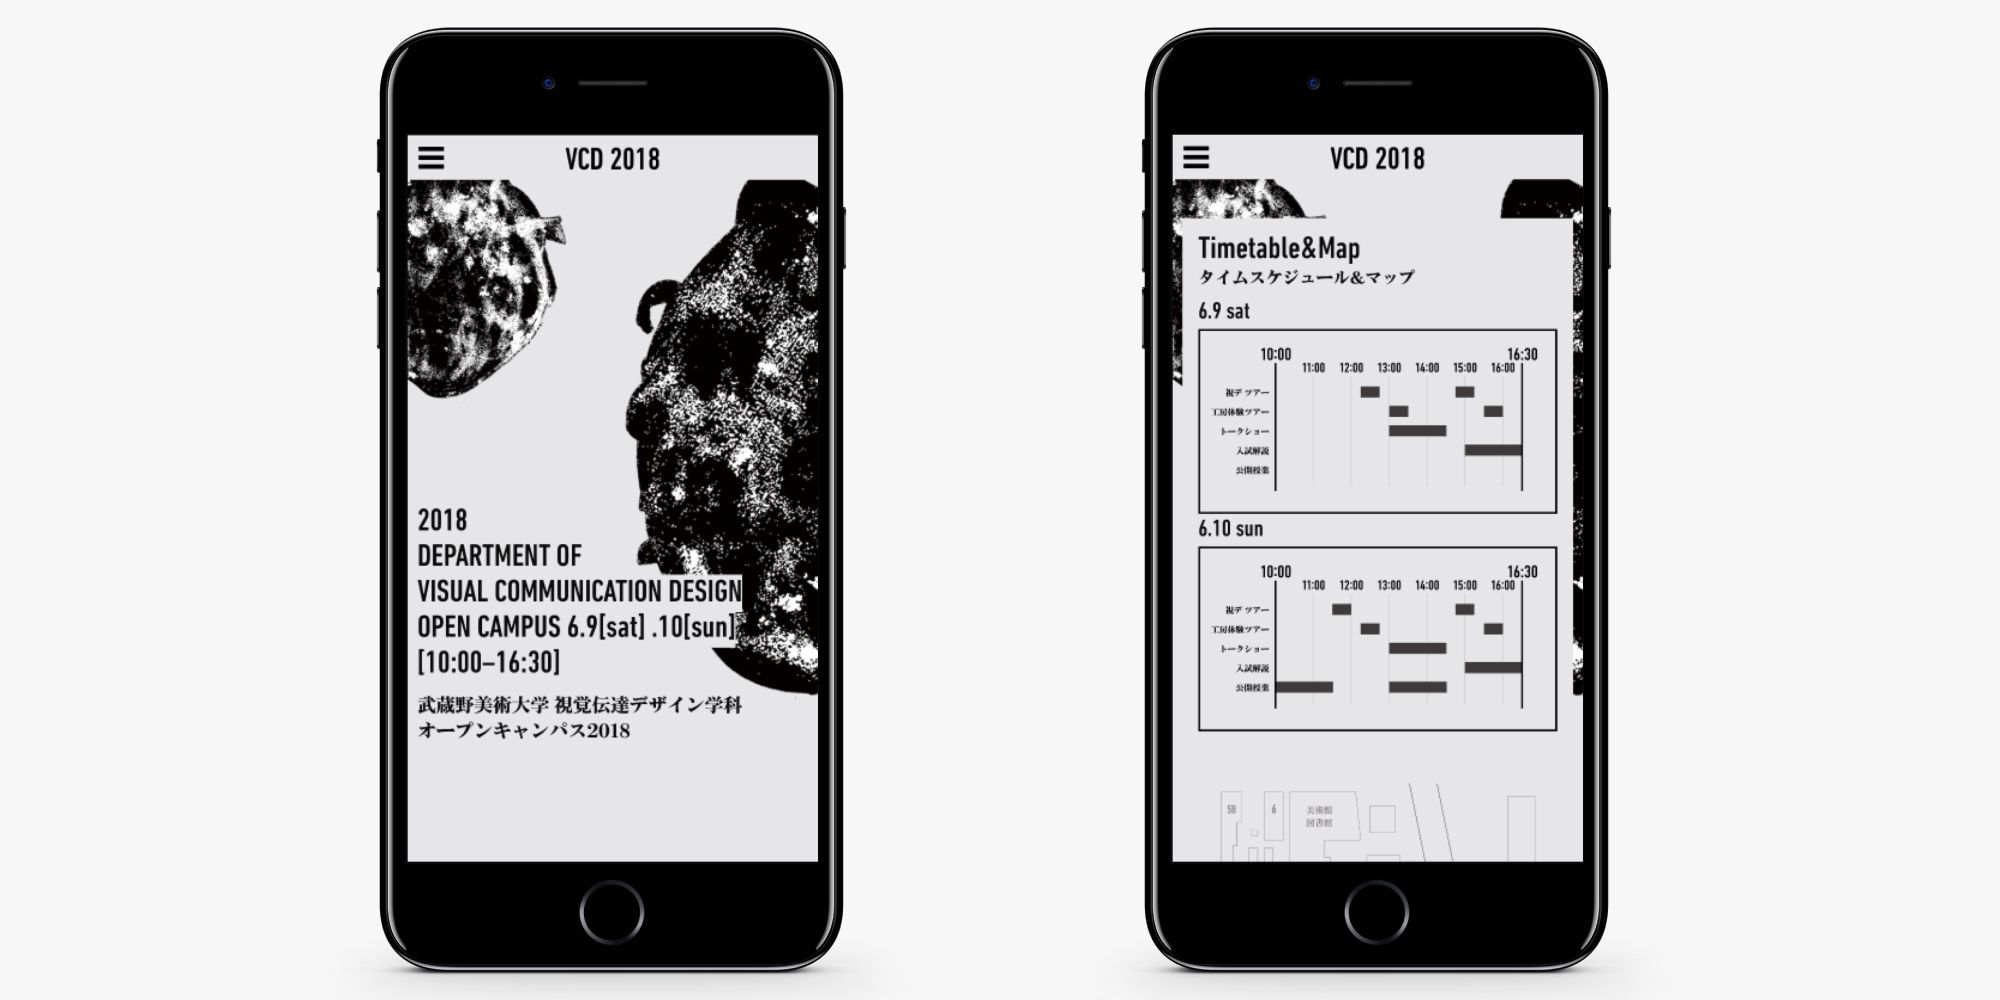 VCD 2018
2018
DEPARTMENT OF
VISUAL COMMUNICATION DESIGN
OPEN CAMPUS 6.9[sat] .10[sun]
[10:00–16:30]
武蔵野美術大学 視覚伝達デザイン学科
オープンキャンパス2018
VCD 2018
Timetable&Map
タイムスケジュール&マップ
6.9 sat
10:00 16:30
11:00 12:00 13:00 14:00 15:00 16:00
視デツアー
工房体験ツアー
トークショー
入試解説
公開授業
6.10 sun
10:00 16:30
11:00 12:00 13:00 14:00 15:00 16:00
視デツアー
工房体験ツアー
トークショー
入試解説
公開授業
5B 6 美術館
図書館